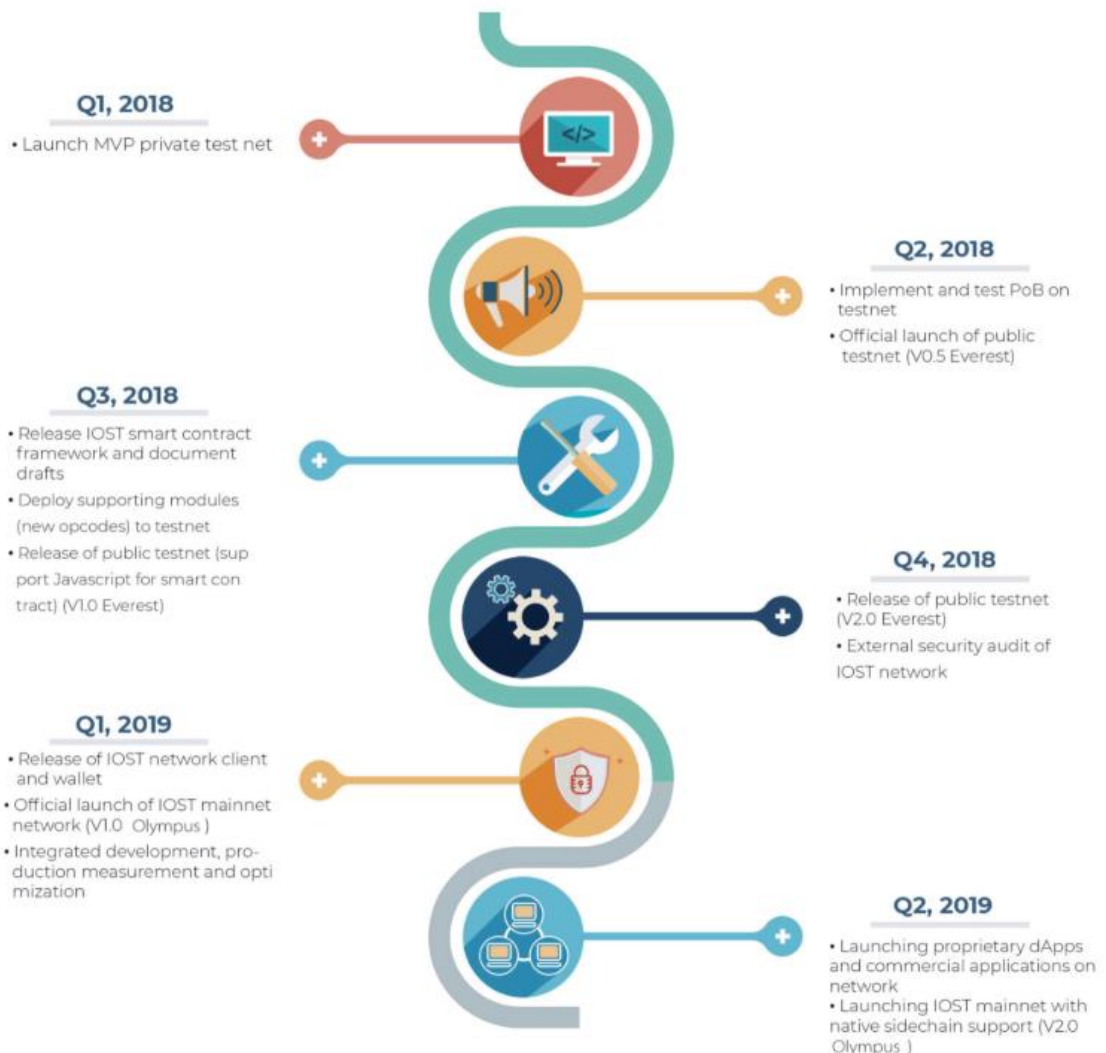 Q1, 2018
• Launch MVP private test net
Q2, 2018
• Implement and test PoB on
testnet
• Official launch of public
testnet (V0.5 Everest)
Q3, 2018
• Release IOST smart contract
framework and document
drafts
• Deploy supporting modules
(new opcodes) to testnet
• Release of public testnet (sup
port Javascript for smart con
tract) (V1.0 Everest)
Q4, 2018
• Release of public testnet
(V2.0 Everest)
• External security audit of
IOST network
Q1, 2019
• Release of IOST network client
and wallet
• Official launch of IOST mainnet
network (V1.0 Olympus )
• Integrated development, pro-
duction measurement and opti
mization
Q2, 2019
• Launching proprietary dApps
and commercial applications on
network
• Launching IOST mainnet with
native sidechain support (V2.0
Olympus )